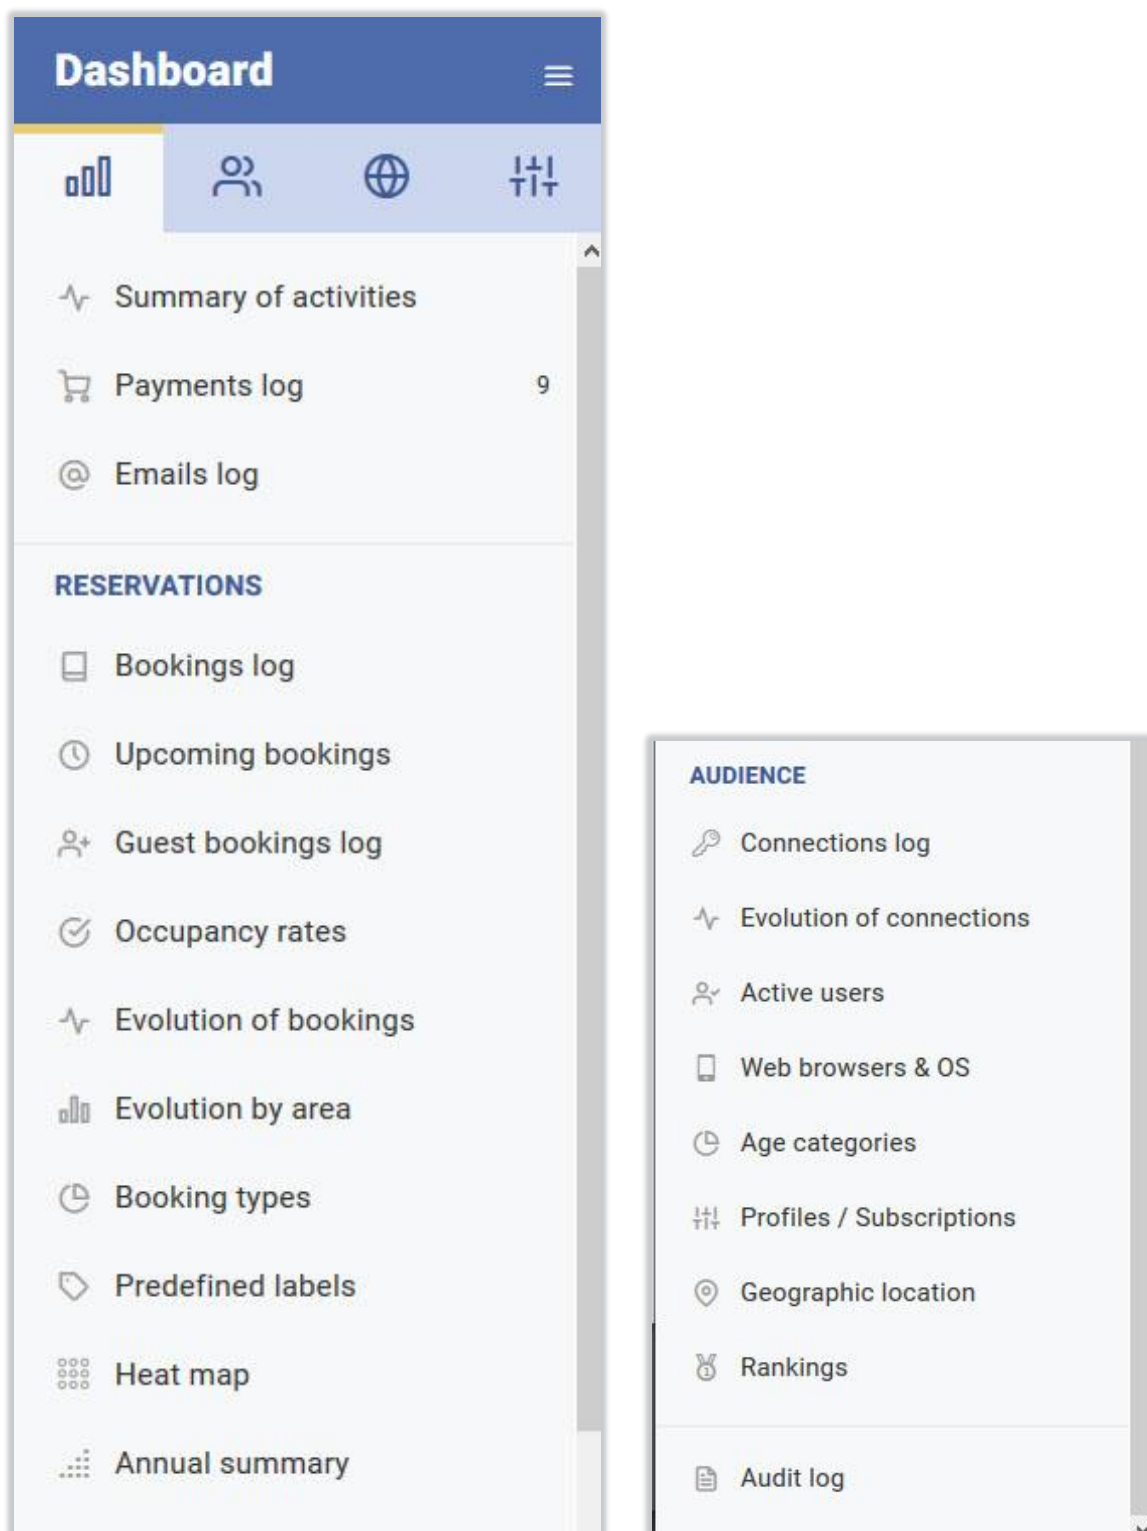 Dashboard
Summary of activities
Payments log 9
Emails log
RESERVATIONS
Bookings log
Upcoming bookings
Guest bookings log
Occupancy rates
Evolution of bookings
Evolution by area
Booking types
Predefined labels
Heat map
Annual summary
AUDIENCE
Connections log
Evolution of connections
Active users
Web browsers & OS
Age categories
Profiles / Subscriptions
Geographic location
Rankings
Audit log